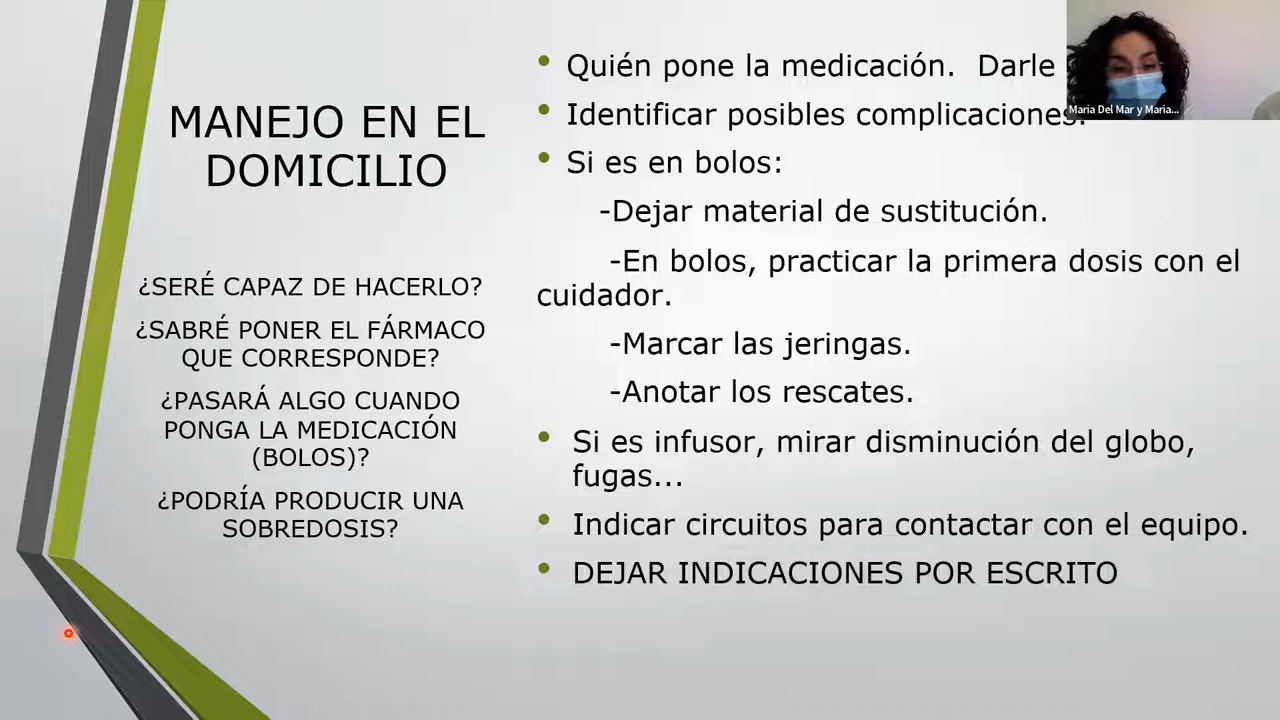 MANEJO EN EL
DOMICILIO
¿SERÉ CAPAZ DE HACERLO?
¿SABRÉ PONER EL FÁRMACO
QUE CORRESPONDE?
¿PASARÁ ALGO CUANDO
PONGA LA MEDICACIÓN
(BOLOS)?
¿PODRÍA PRODUCIR UNA
SOBREDOSIS?
• Quién pone la medicación.  Darle
• Identificar posibles complicaciones.
• Si es en bolos:
-Dejar material de sustitución.
-En bolos, practicar la primera dosis con el
cuidador.
-Marcar las jeringas.
-Anotar los rescates.
• Si es infusor, mirar disminución del globo,
fugas...
• Indicar circuitos para contactar con el equipo.
• DEJAR INDICACIONES POR ESCRITO
Maria Del Mar y Maria...